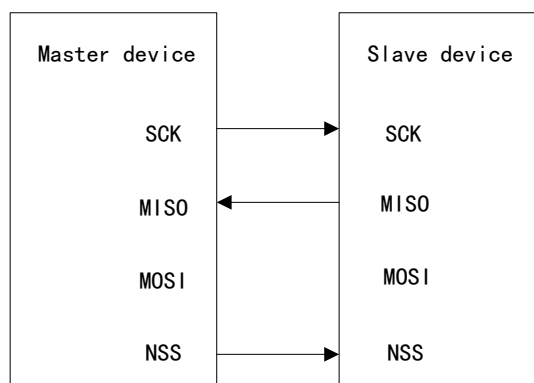 Master device
SCK
MISO
MOSI
NSS
Slave device
SCK
MISO
MOSI
NSS